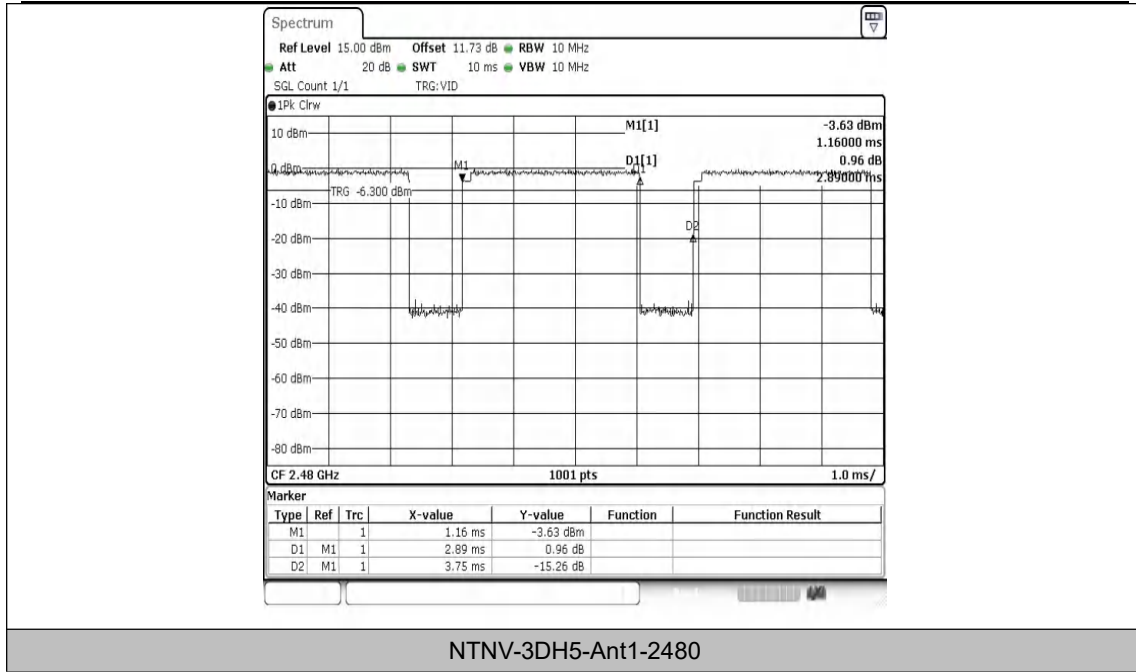 Spectrum
Ref Level 15.00 dBm Offset 11.73 dB RBW 10 MHz
Att 20 dB SWT 10 ms VBW 10 MHz
SGL Count 1/1 TRG:VID
1Pk Clrw
M1[1] -3.63 dBm
1.16000 ms
D1[1] 0.96 dB
2.89000 ms
10 dBm
0 dBm
M1
TRG -6.300 dBm
-10 dBm
D2
-20 dBm
-30 dBm
-40 dBm
-50 dBm
-60 dBm
-70 dBm
-80 dBm
CF 2.48 GHz 1001 pts 1.0 ms/
Marker
Type Ref Trc X-value Y-value Function Function Result
M1 1 1.16 ms -3.63 dBm
D1 M1 1 2.89 ms 0.96 dB
D2 M1 1 3.75 ms -15.26 dB
NTNV-3DH5-Ant1-2480